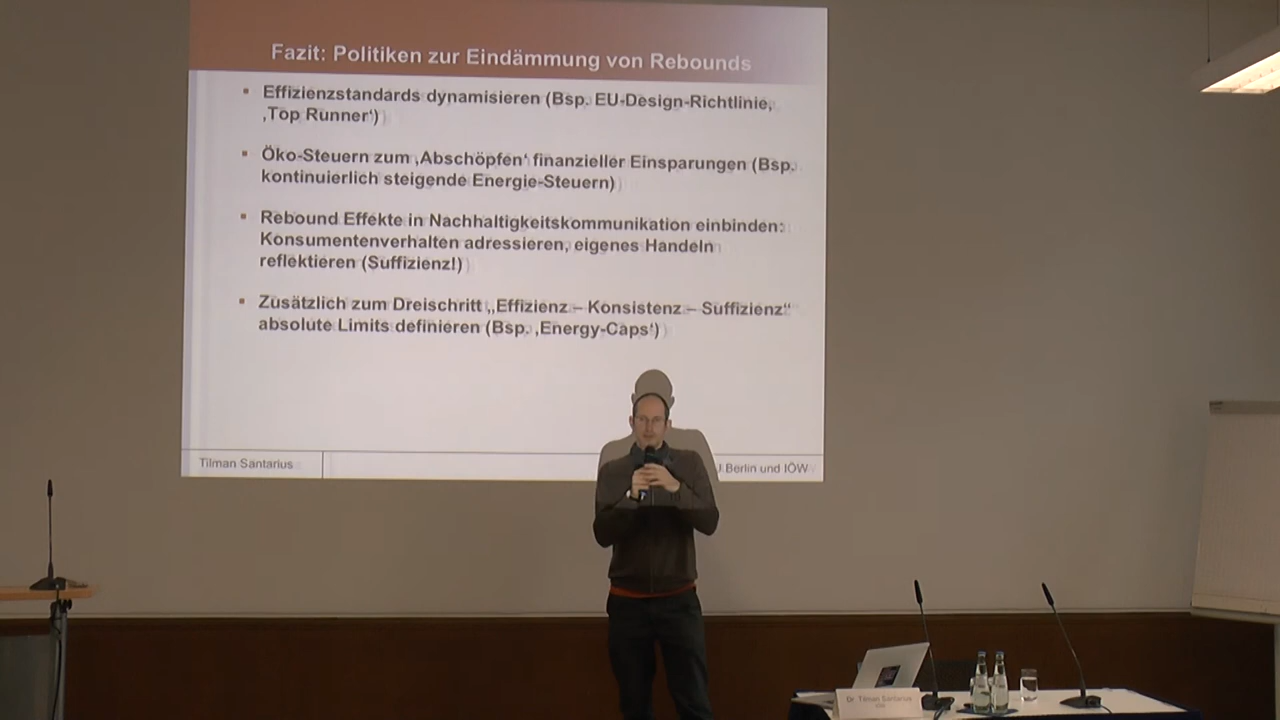 Fazit: Politiken zur Eindämmung von Rebounds
▪ Effizienzstandards dynamisieren (Bsp. EU-Design-Richtlinie,
‚Top Runner‘)
▪ Öko-Steuern zum ‚Abschöpfen‘ finanzieller Einsparungen (Bsp.
kontinuierlich steigende Energie-Steuern)
▪ Rebound Effekte in Nachhaltigkeitskommunikation einbinden:
Konsumentenverhalten adressieren, eigenes Handeln
reflektieren (Suffizienz!)
▪ Zusätzlich zum Dreischritt „Effizienz – Konsistenz – Suffizienz“
absolute Limits definieren (Bsp. ‚Energy-Caps‘)
Tilman Santarius
Berlin und IÖW
Dr. Tilman Santarius